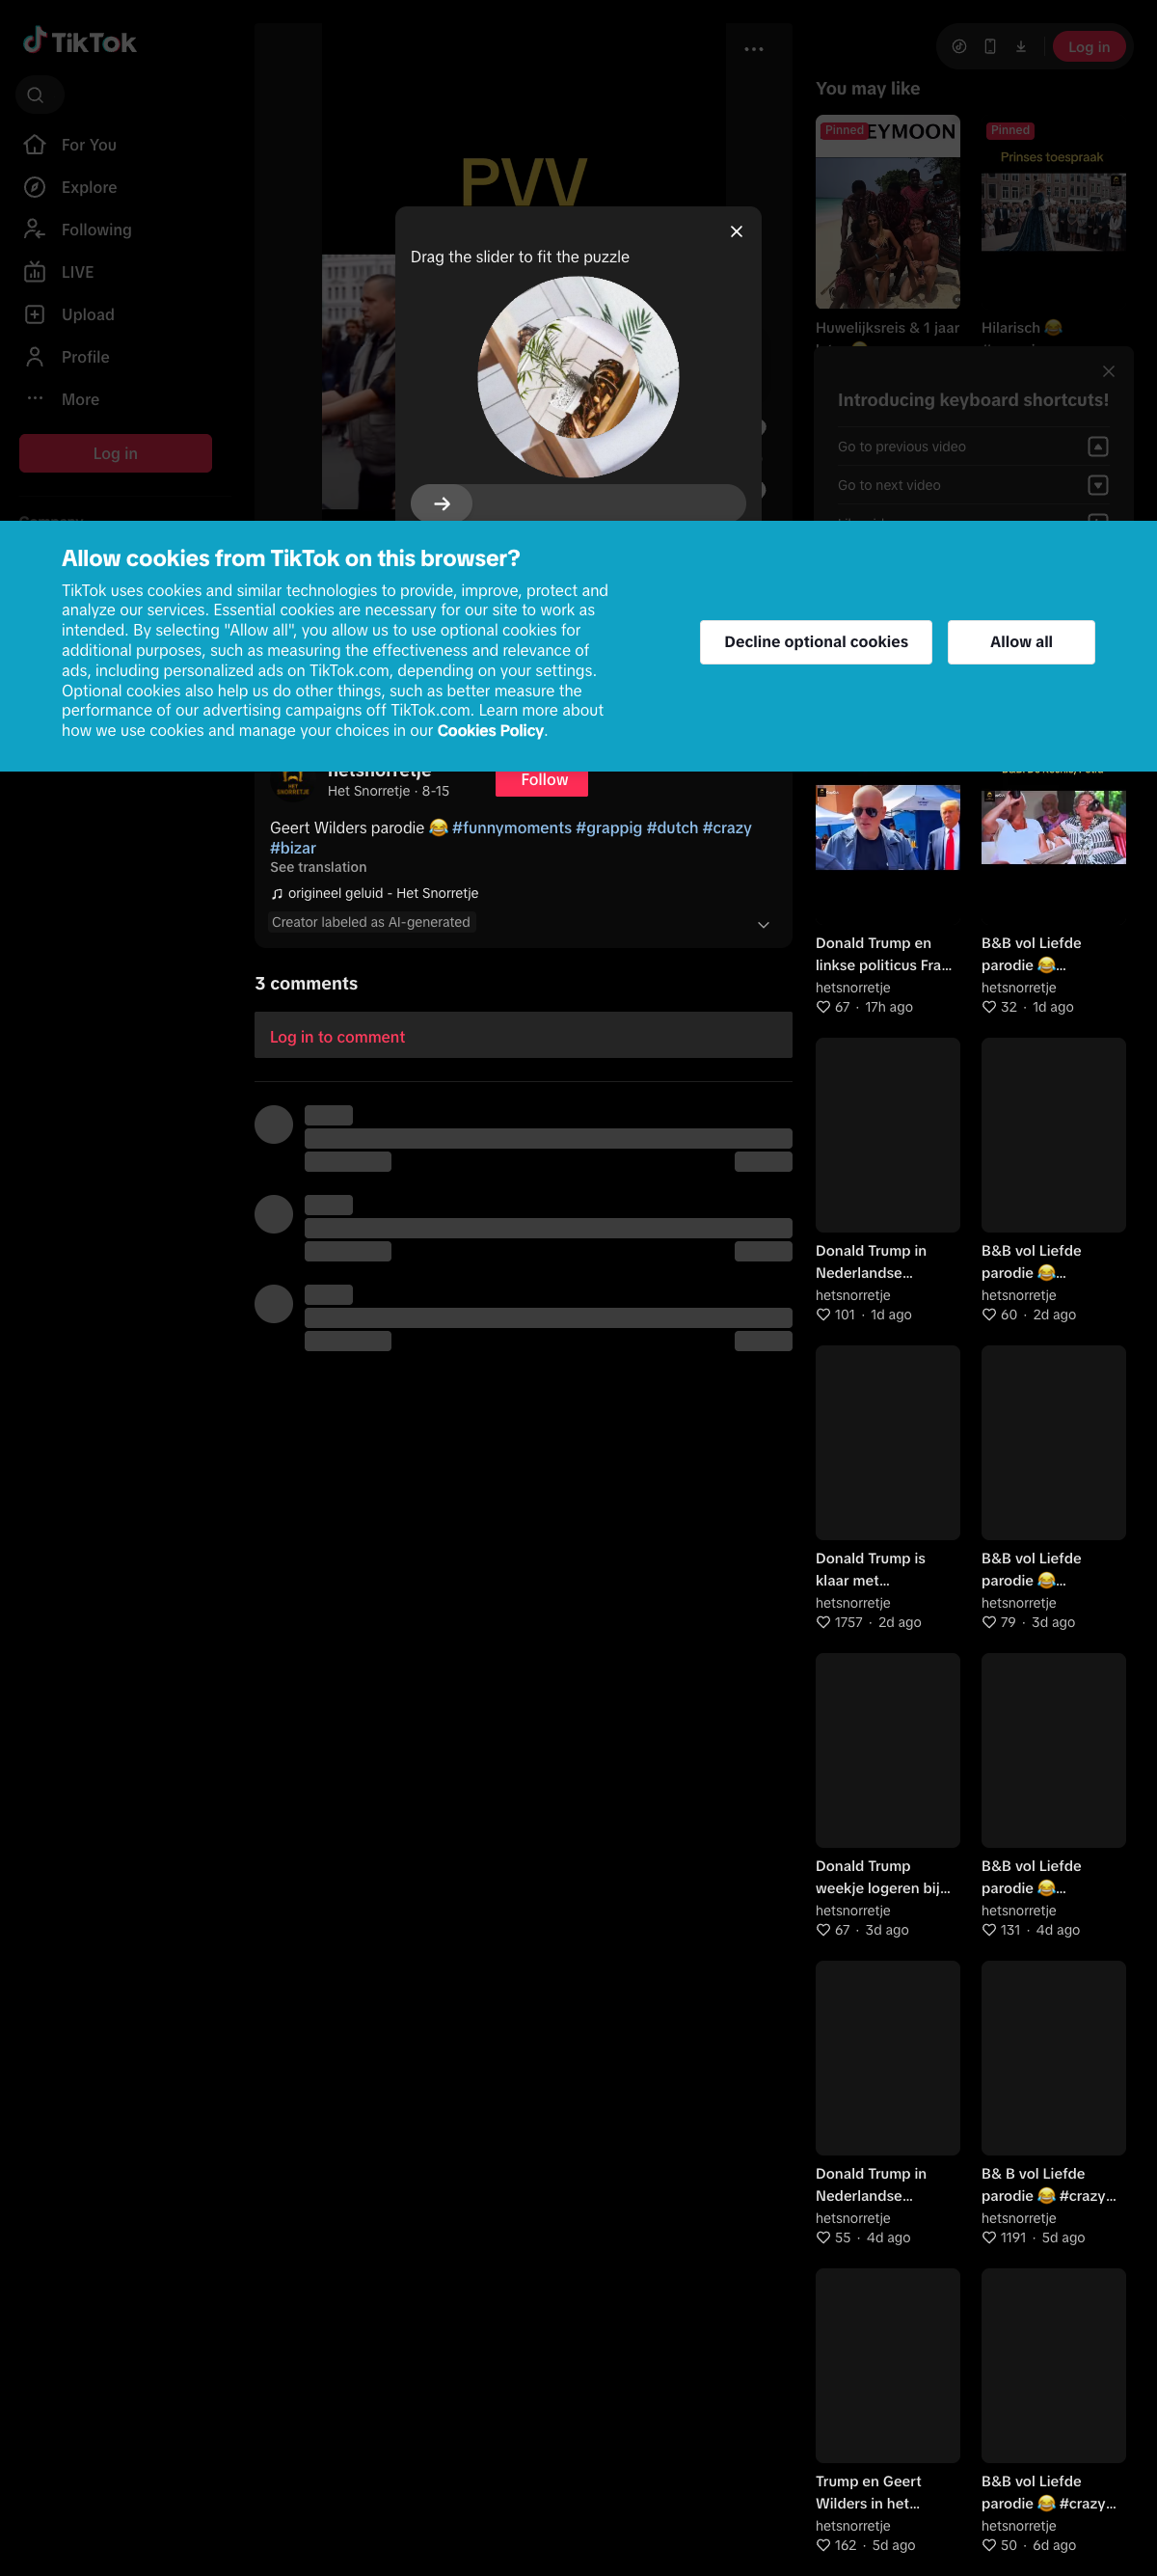 TikTok
For You
Explore
Following
LIVE
Upload
Profile
More
Log in
Company
PVV
Drag the slider to fit the puzzle
Log in
You may like
Pinned
EYMOON
Pinned
Prinses toespraak
Huwelijksreis & 1 jaar
Hilarisch 😂
Introducing keyboard shortcuts!
Go to previous video
Go to next video
Allow cookies from TikTok on this browser?
TikTok uses cookies and similar technologies to provide, improve, protect and
analyze our services. Essential cookies are necessary for our site to work as
intended. By selecting "Allow all", you allow us to use optional cookies for
additional purposes, such as measuring the effectiveness and relevance of
ads, including personalized ads on TikTok.com, depending on your settings.
Optional cookies also help us do other things, such as better measure the
performance of our advertising campaigns off TikTok.com. Learn more about
how we use cookies and manage your choices in our Cookies Policy.
Decline optional cookies
Allow all
HET
SNORRETJE
hetsnorretje
Het Snorretje · 8-15
Follow
Geert Wilders parodie 😂 #funnymoments #grappig #dutch #crazy
#bizar
See translation
♫ origineel geluid - Het Snorretje
Creator labeled as AI-generated
3 comments
Log in to comment
Donald Trump en
linkse politicus Fra...
hetsnorretje
67 · 17h ago
B&B vol Liefde
parodie 😂...
hetsnorretje
32 · 1d ago
Donald Trump in
Nederlandse...
hetsnorretje
101 · 1d ago
B&B vol Liefde
parodie 😂...
hetsnorretje
60 · 2d ago
Donald Trump is
klaar met...
hetsnorretje
1757 · 2d ago
B&B vol Liefde
parodie 😂...
hetsnorretje
79 · 3d ago
Donald Trump
weekje logeren bij...
hetsnorretje
67 · 3d ago
B&B vol Liefde
parodie 😂...
hetsnorretje
131 · 4d ago
Donald Trump in
Nederlandse...
hetsnorretje
55 · 4d ago
B& B vol Liefde
parodie 😂 #crazy...
hetsnorretje
1191 · 5d ago
Trump en Geert
Wilders in het...
hetsnorretje
162 · 5d ago
B&B vol Liefde
parodie 😂 #crazy...
hetsnorretje
50 · 6d ago